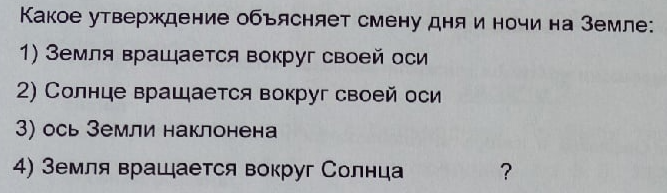 Какое утверждение объясняет смену дня и ночи на Земле:
1) Земля вращается вокруг своей оси
2) Солнце вращается вокруг своей оси
3) ось Земли наклонена
4) Земля вращается вокруг Солнца ?